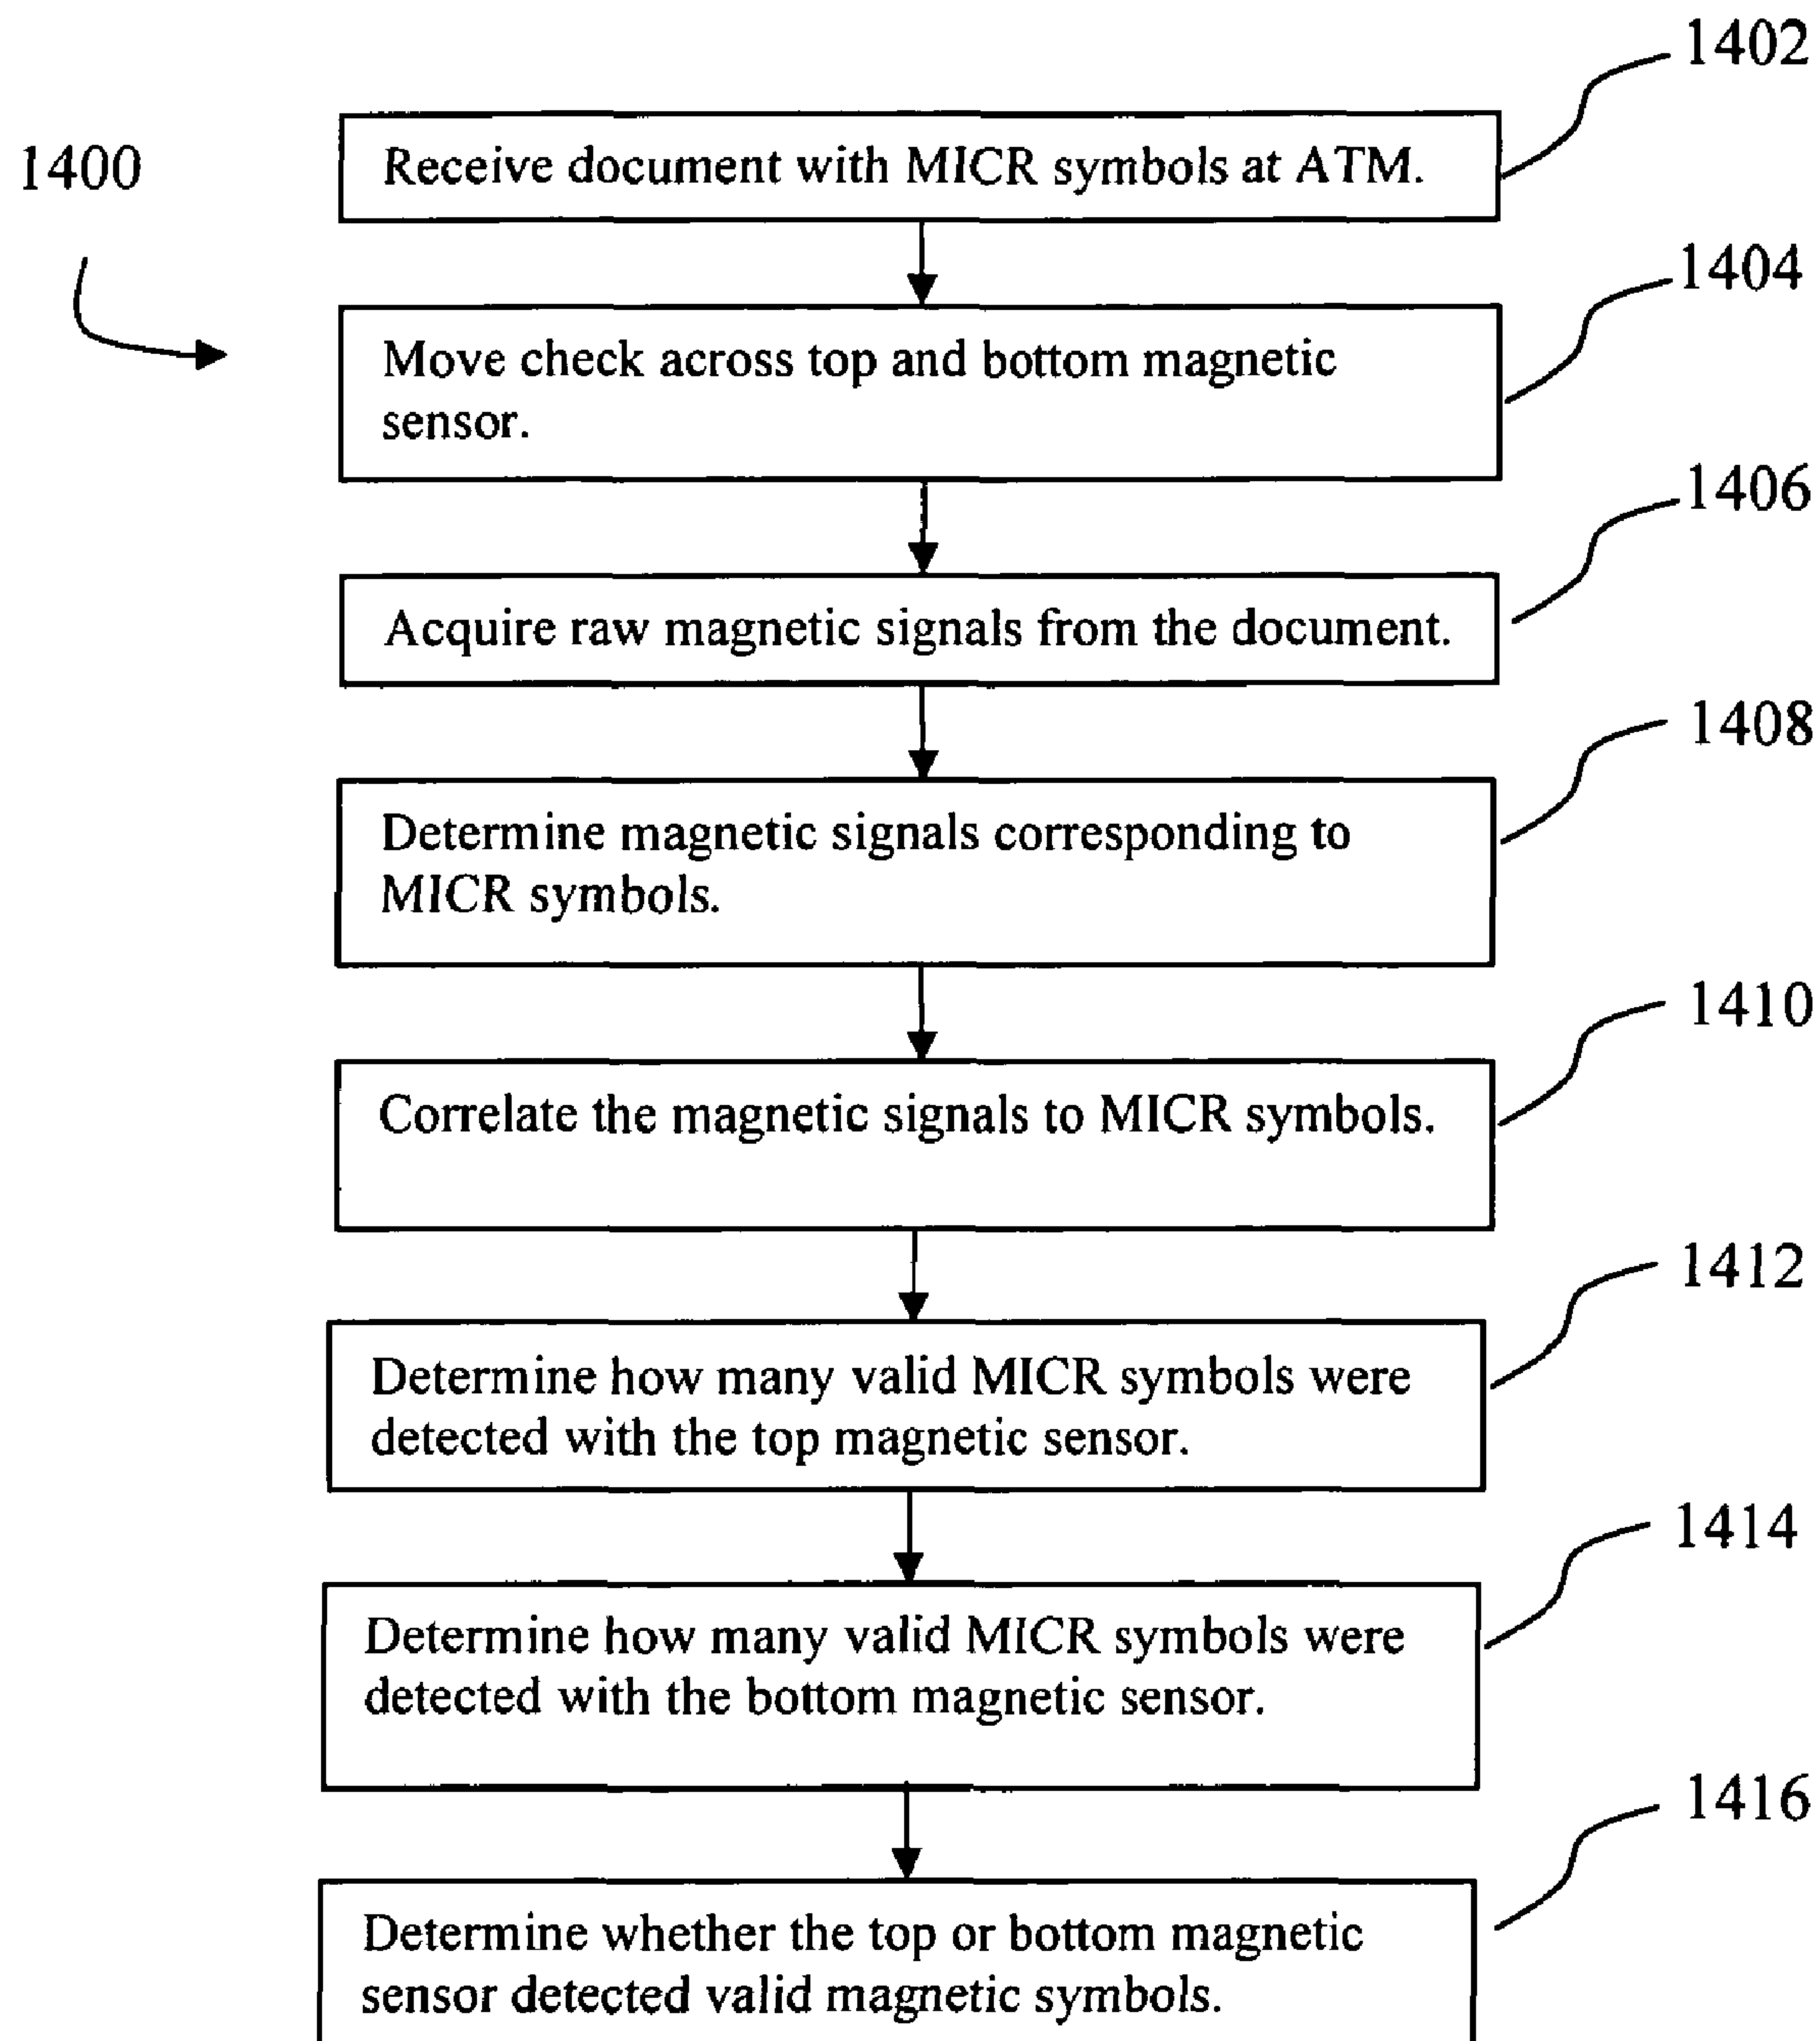 1402
1400
Receive document with MICR symbols at ATM.
1404
Move check across top and bottom magnetic
sensor.
1406
Acquire raw magnetic signals from the document.
1408
Determine magnetic signals corresponding to
MICR symbols.
1410
Correlate the magnetic signals to MICR symbols.
1412
Determine how many valid MICR symbols were
detected with the top magnetic sensor.
1414
Determine how many valid MICR symbols were
detected with the bottom magnetic sensor.
1416
Determine whether the top or bottom magnetic
sensor detected valid magnetic symbols.